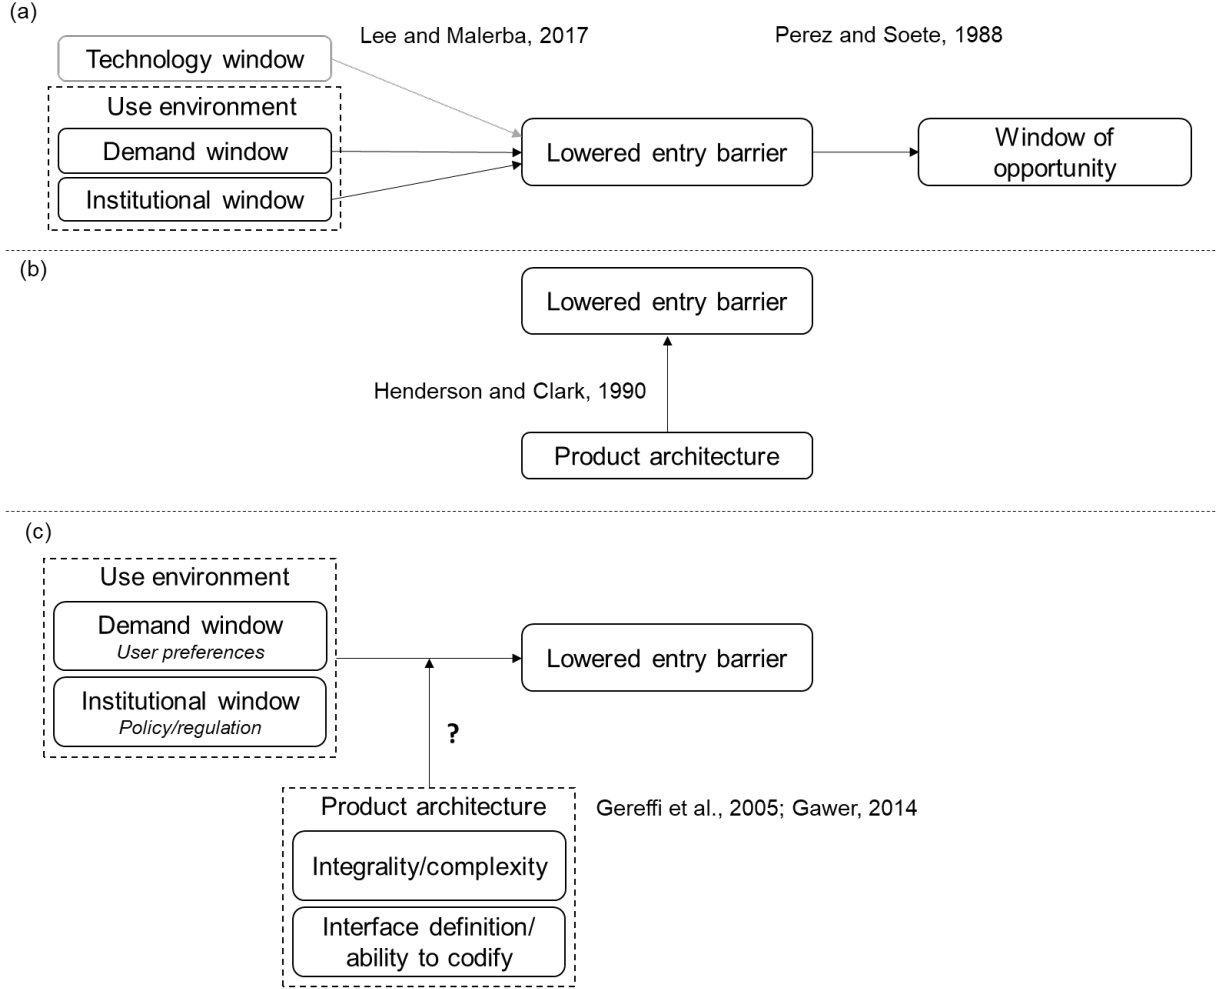 (a)
Lee and Malerba, 2017
Perez and Soete, 1988
Technology window
Use environment
Demand window
Institutional window
Lowered entry barrier
Window of
opportunity
(b)
Lowered entry barrier
Henderson and Clark, 1990
Product architecture
(c)
Use environment
Demand window
User preferences
Institutional window
Policy/regulation
Lowered entry barrier
?
Product architecture
Gereffi et al., 2005; Gawer, 2014
Integrality/complexity
Interface definition/
ability to codify